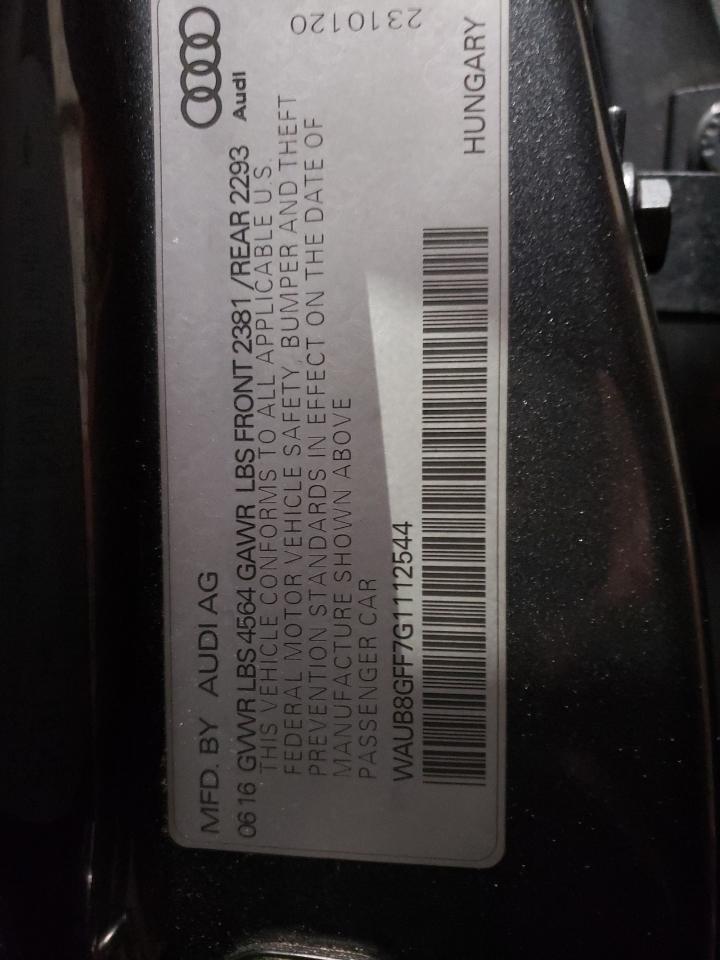 MFD. BY AUDI AG
Audi
06 16 GVWR LBS 4564 GAWR LBS FRONT 2381 / REAR 2293
THIS VEHICLE CONFORMS TO ALL APPLICABLE U.S.
FEDERAL MOTOR VEHICLE SAFETY, BUMPER AND THEFT
PREVENTION STANDARDS IN EFFECT ON THE DATE OF
MANUFACTURE SHOWN ABOVE
PASSENGER CAR
WAUB8GFF7G1112544
HUNGARY
2310120